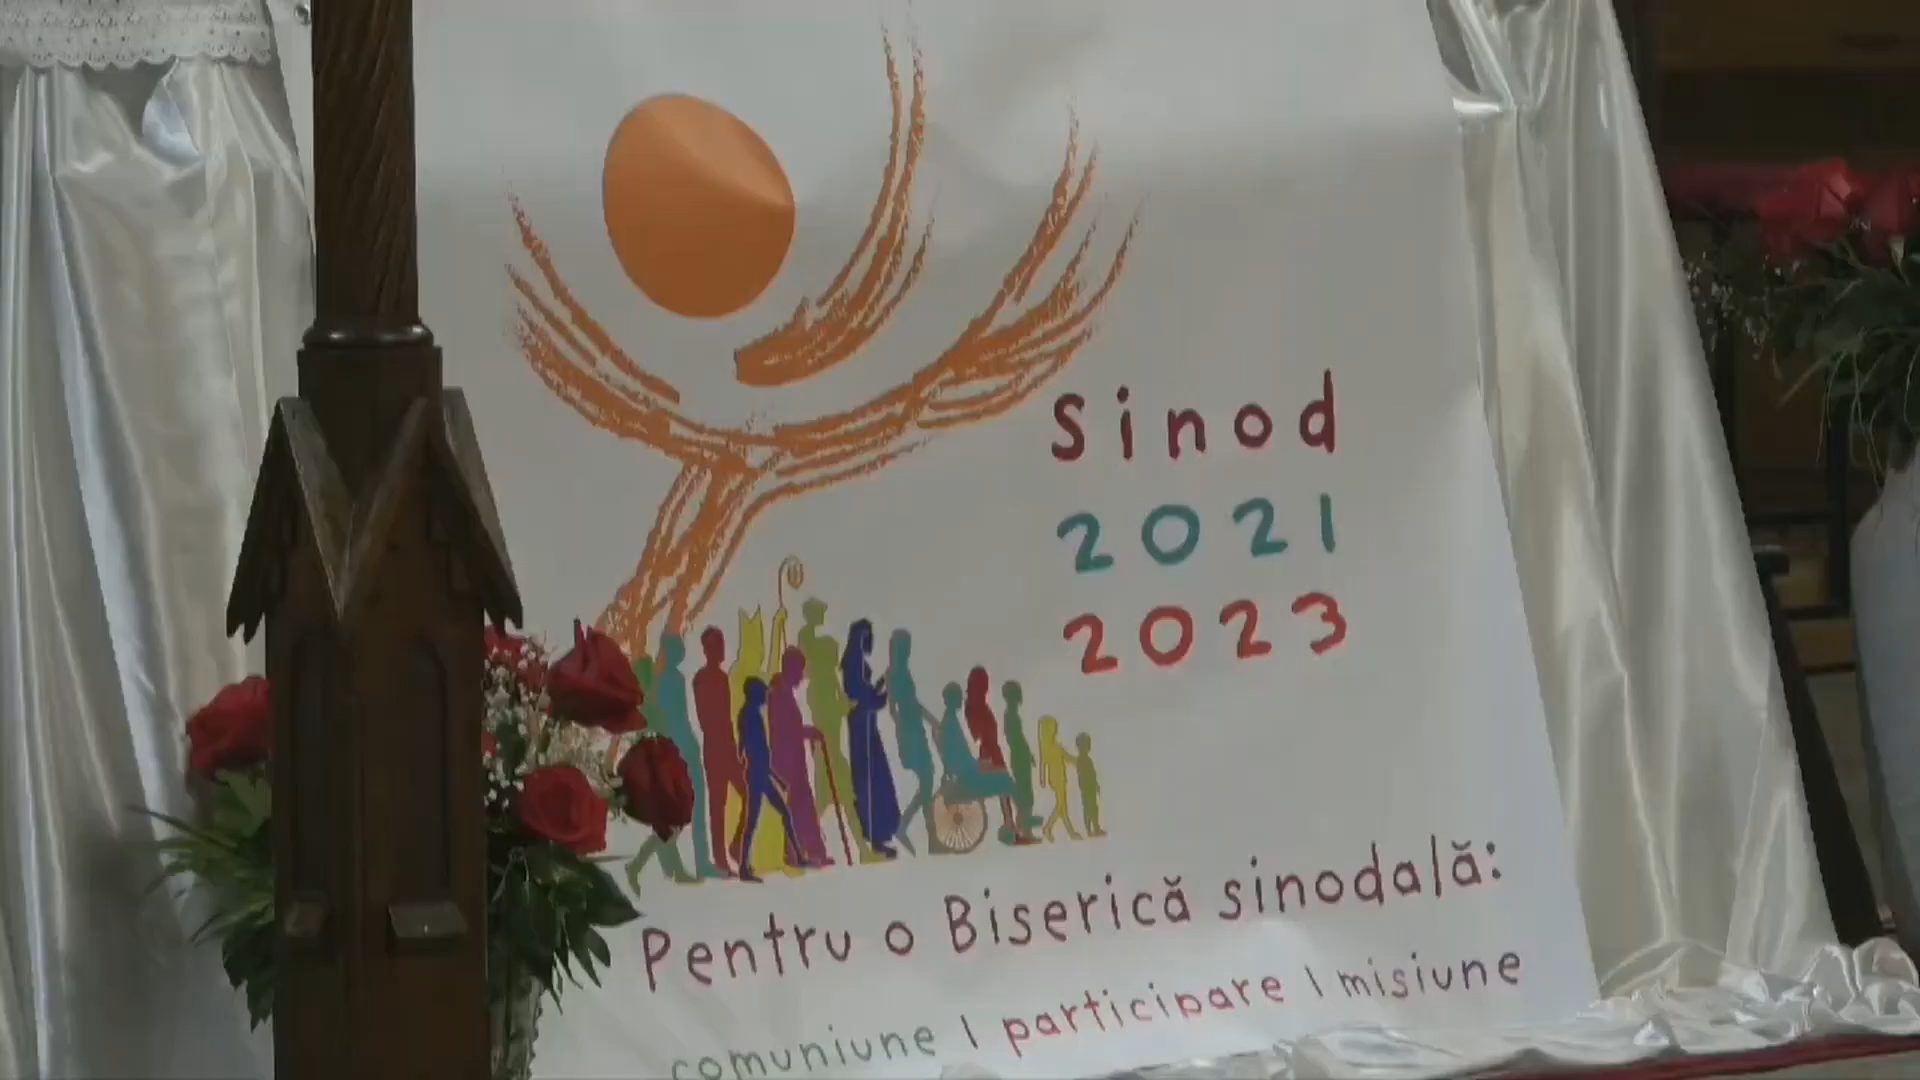 Sinod
2021
2023
Pentru o Biserică sinodală:
comuniune | participare | misiune